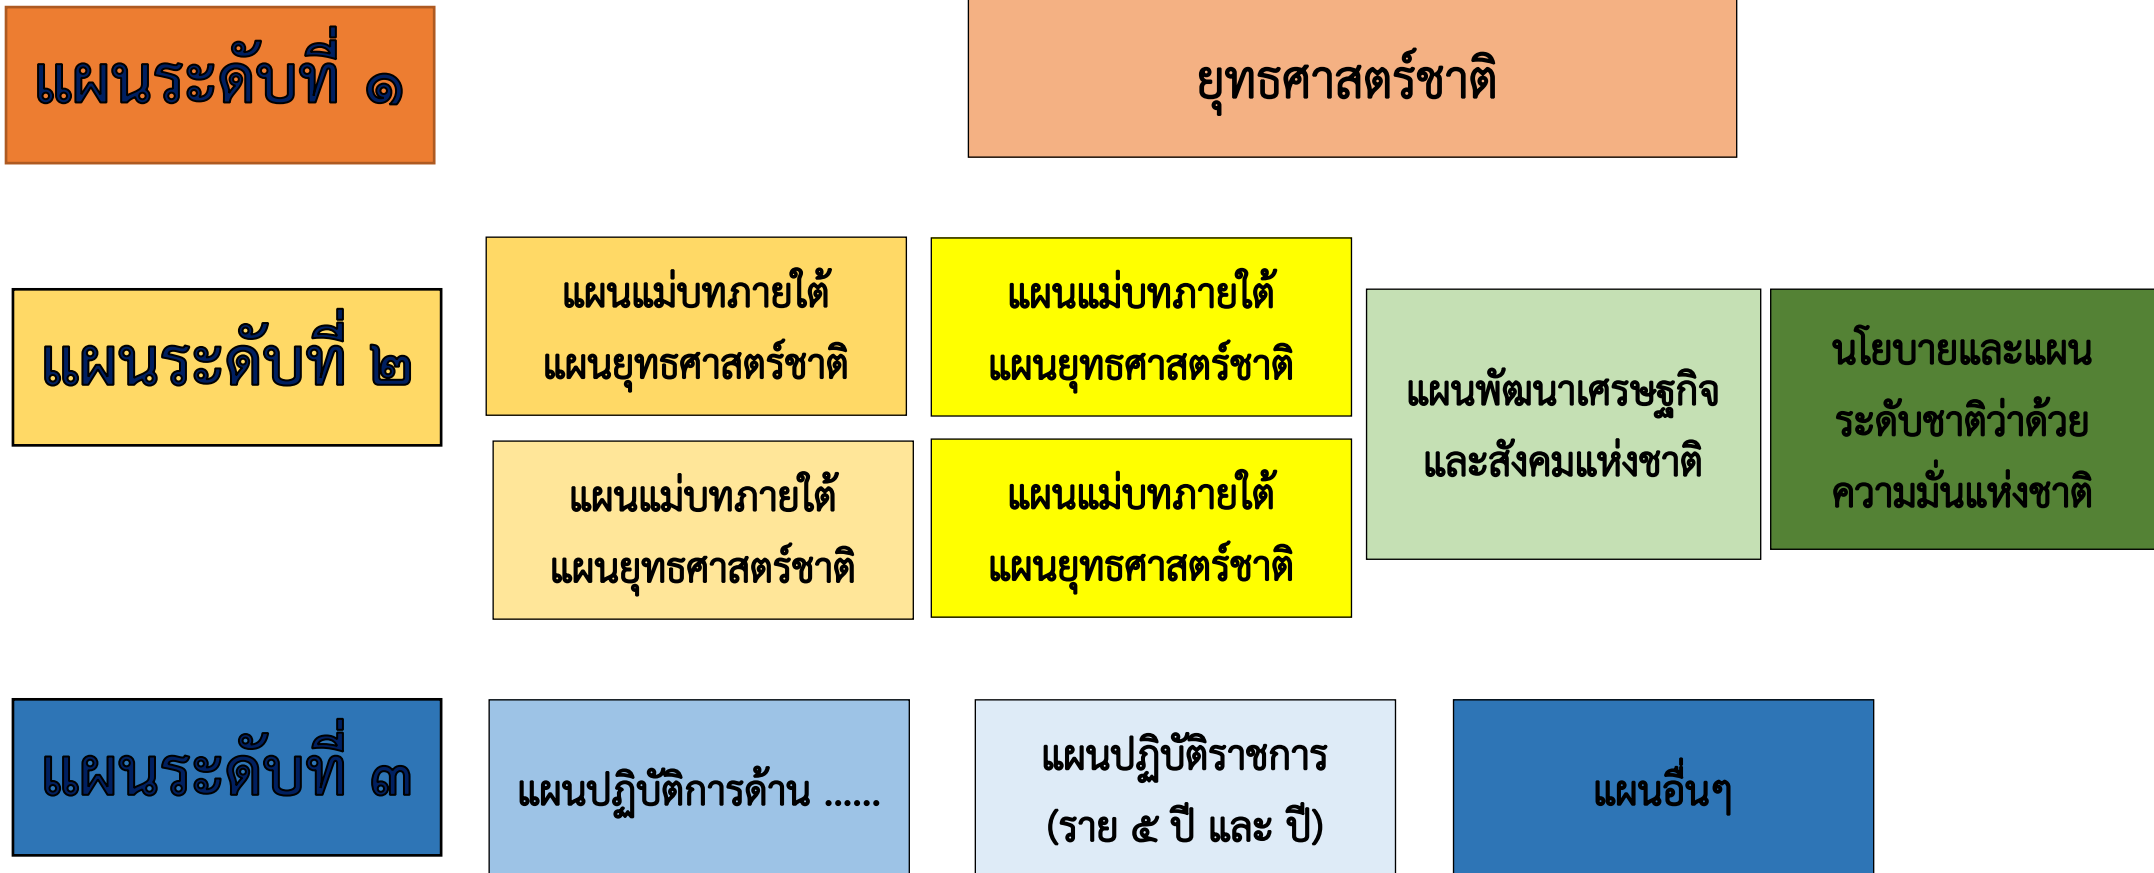 แผนระดับที่ ๑
ยุทธศาสตร์ชาติ
แผนระดับที่ ๒
แผนแม่บทภายใต้
แผนยุทธศาสตร์ชาติ
แผนแม่บทภายใต้
แผนยุทธศาสตร์ชาติ
แผนแม่บทภายใต้
แผนยุทธศาสตร์ชาติ
แผนแม่บทภายใต้
แผนยุทธศาสตร์ชาติ
แผนพัฒนาเศรษฐกิจ
และสังคมแห่งชาติ
นโยบายและแผน
ระดับชาติว่าด้วย
ความมั่นแห่งชาติ
แผนระดับที่ ๓
แผนปฏิบัติการด้าน ......
แผนปฏิบัติราชการ
(ราย ๕ ปี และ ปี)
แผนอื่นๆ